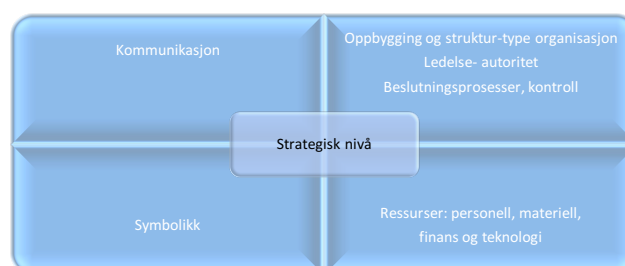 Kommunikasjon
Oppbygging og struktur-type organisasjon
Ledelse- autoritet
Beslutningsprosesser, kontroll
Strategisk nivå
Symbolikk
Ressurser: personell, materiell,
finans og teknologi